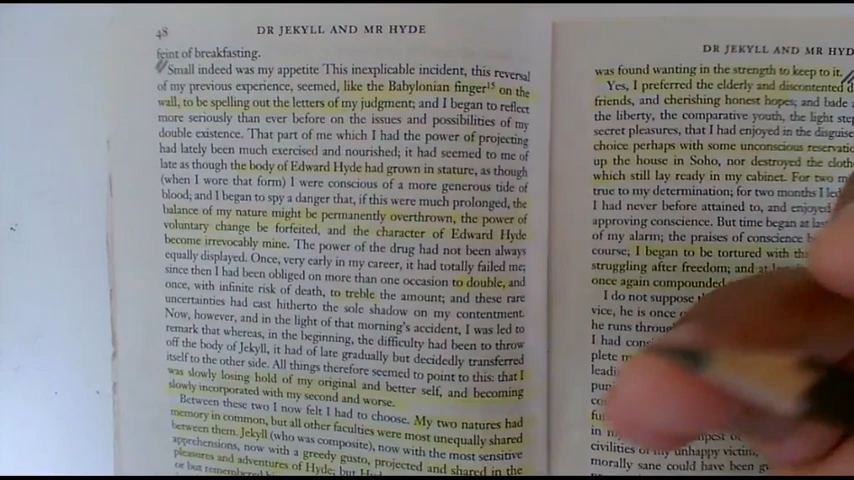 48
DR JEKYLL AND MR HYDE
feint of breakfasting.
Small indeed was my appetite This inexplicable incident, this reversal
of my previous experience, seemed, like the Babylonian finger15 on the
wall, to be spelling out the letters of my judgment; and I began to reflect
more seriously than ever before on the issues and possibilities of my
double existence. That part of me which I had the power of projecting
had lately been much exercised and nourished; it had seemed to me of
late as though the body of Edward Hyde had grown in stature, as though
(when I wore that form) I were conscious of a more generous tide of
blood; and I began to spy a danger that, if this were much prolonged, the
balance of my nature might be permanently overthrown, the power of
voluntary change be forfeited, and the character of Edward Hyde
become irrevocably mine. The power of the drug had not been always
equally displayed. Once, very early in my career, it had totally failed me;
since then I had been obliged on more than one occasion to double, and
once, with infinite risk of death, to treble the amount; and these rare
uncertainties had cast hitherto the sole shadow on my contentment.
Now, however, and in the light of that morning's accident, I was led to
remark that whereas, in the beginning, the difficulty had been to throw
off the body of Jekyll, it had of late gradually but decidedly transferred
itself to the other side. All things therefore seemed to point to this: that I
was slowly losing hold of my original and better self, and becoming
slowly incorporated with my second and worse.
Between these two I now felt I had to choose. My two natures had
memory in common, but all other faculties were most unequally shared
between them. Jekyll (who was composite), now with the most sensitive
apprehensions, now with a greedy gusto, projected and shared in the
pleasures and adventures of Hyde; but
or but remembered
DR JEKYLL AND MR HYD
was found wanting in the strength to keep to it.
Yes, I preferred the elderly and discontented d
friends, and cherishing honest hopes; and bade a
the liberty, the comparative youth, the light step
secret pleasures, that I had enjoyed in the disguise
choice perhaps with some unconscious reservatio
up the house in Soho, nor destroyed the clothe
which still lay ready in my cabinet. For two m
true to my determination; for two months I led
I had never before attained to, and enjoyed
approving conscience. But time began at las
of my alarm; the praises of conscience b
course; I began to be tortured with th
struggling after freedom; and at
once again compounded
I do not suppose
vice, he is once
he runs throug
I had
plete
civilities of my unhappy victim,
morally sane could have been g